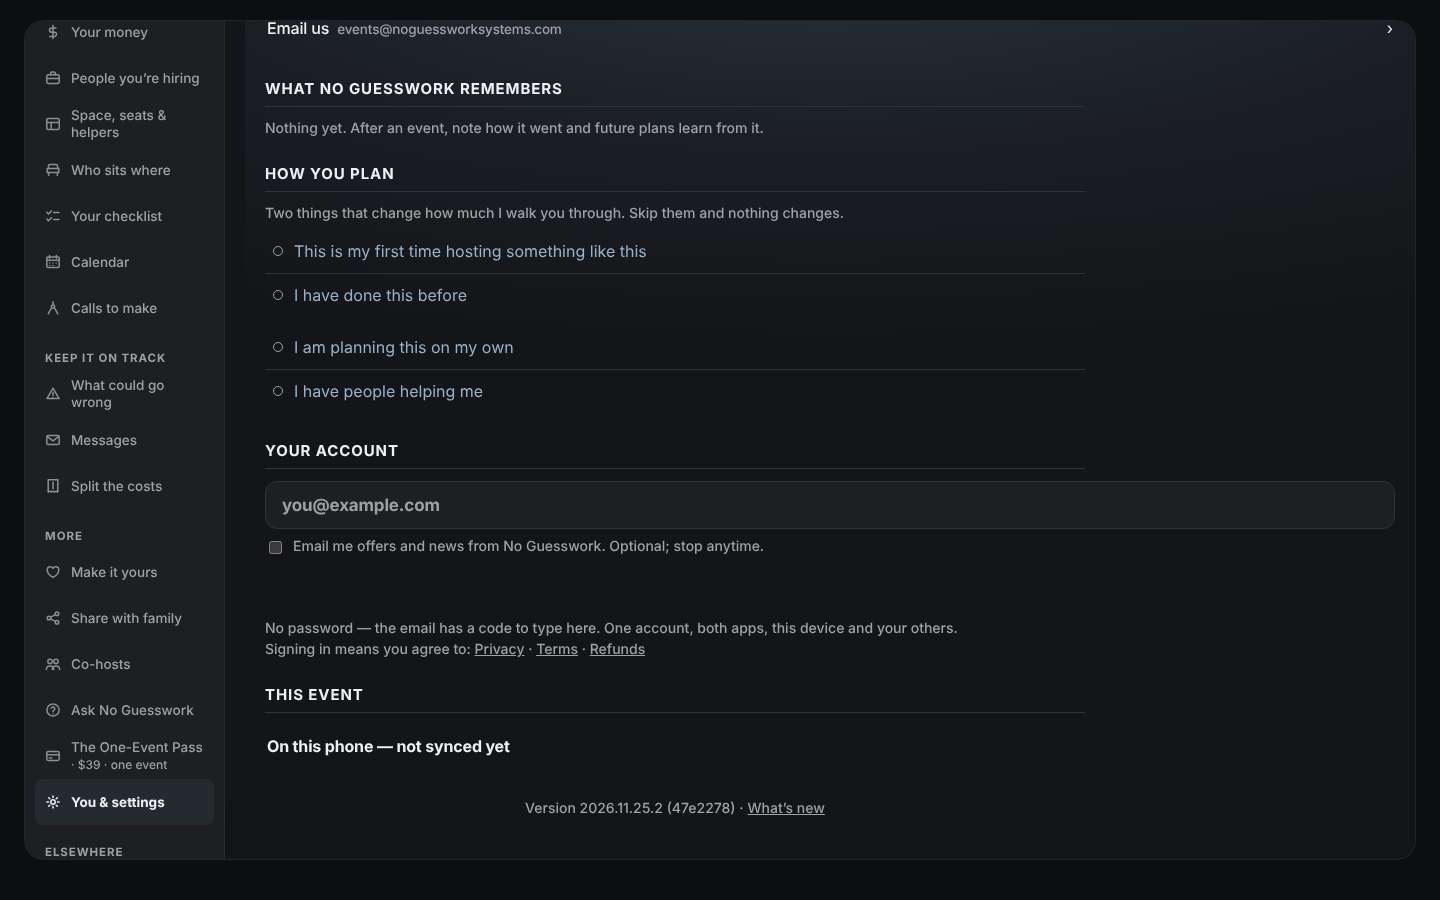 Your money
People you’re hiring
Space, seats &
helpers
Who sits where
Your checklist
Calendar
Calls to make
KEEP IT ON TRACK
What could go
wrong
Messages
Split the costs
MORE
Make it yours
Share with family
Co-hosts
Ask No Guesswork
The One-Event Pass
· $39 · one event
You & settings
ELSEWHERE
Email us events@noguessworksystems.com
WHAT NO GUESSWORK REMEMBERS
Nothing yet. After an event, note how it went and future plans learn from it.
HOW YOU PLAN
Two things that change how much I walk you through. Skip them and nothing changes.
This is my first time hosting something like this
I have done this before
I am planning this on my own
I have people helping me
YOUR ACCOUNT
you@example.com
Email me offers and news from No Guesswork. Optional; stop anytime.
No password — the email has a code to type here. One account, both apps, this device and your others.
Signing in means you agree to: Privacy · Terms · Refunds
THIS EVENT
On this phone — not synced yet
Version 2026.11.25.2 (47e2278) · What’s new